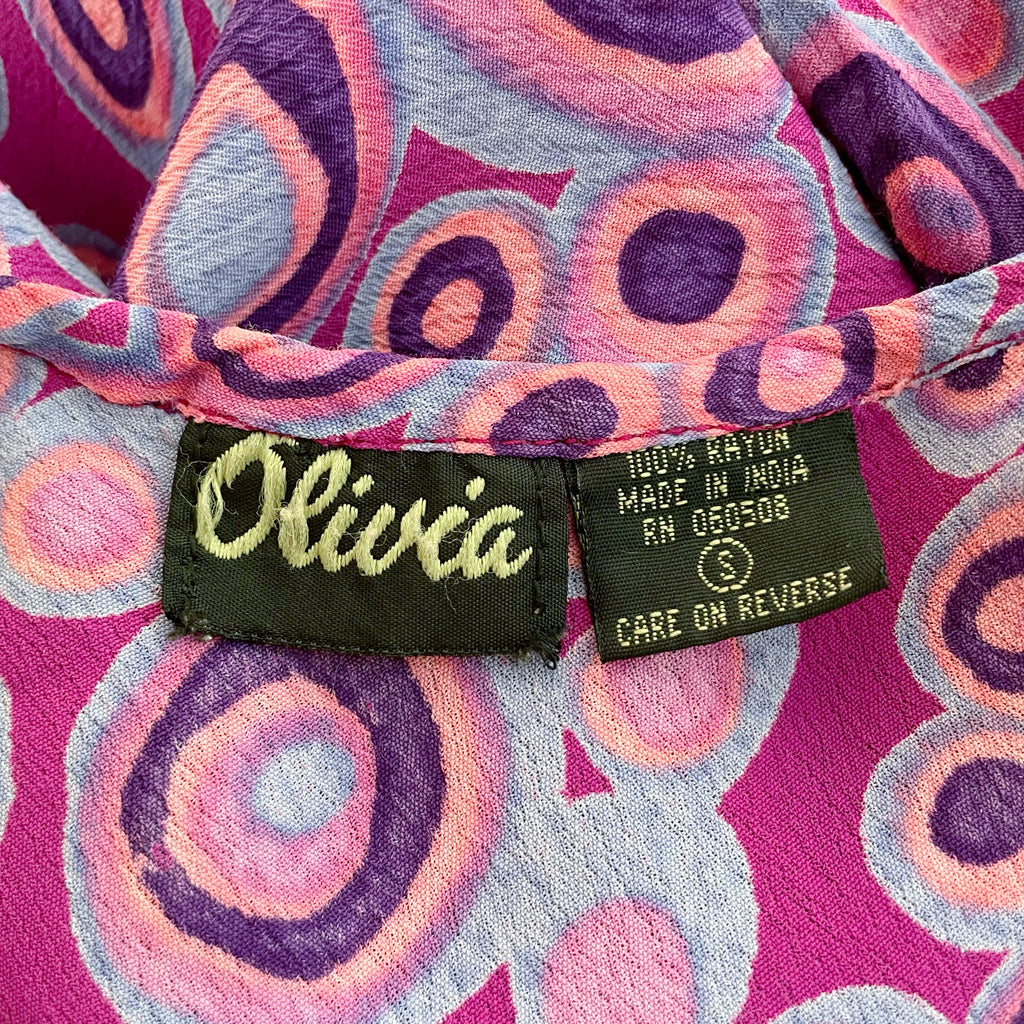 Olivia
100% RAYON
MADE IN INDIA
RN 060508
S
CARE ON REVERSE